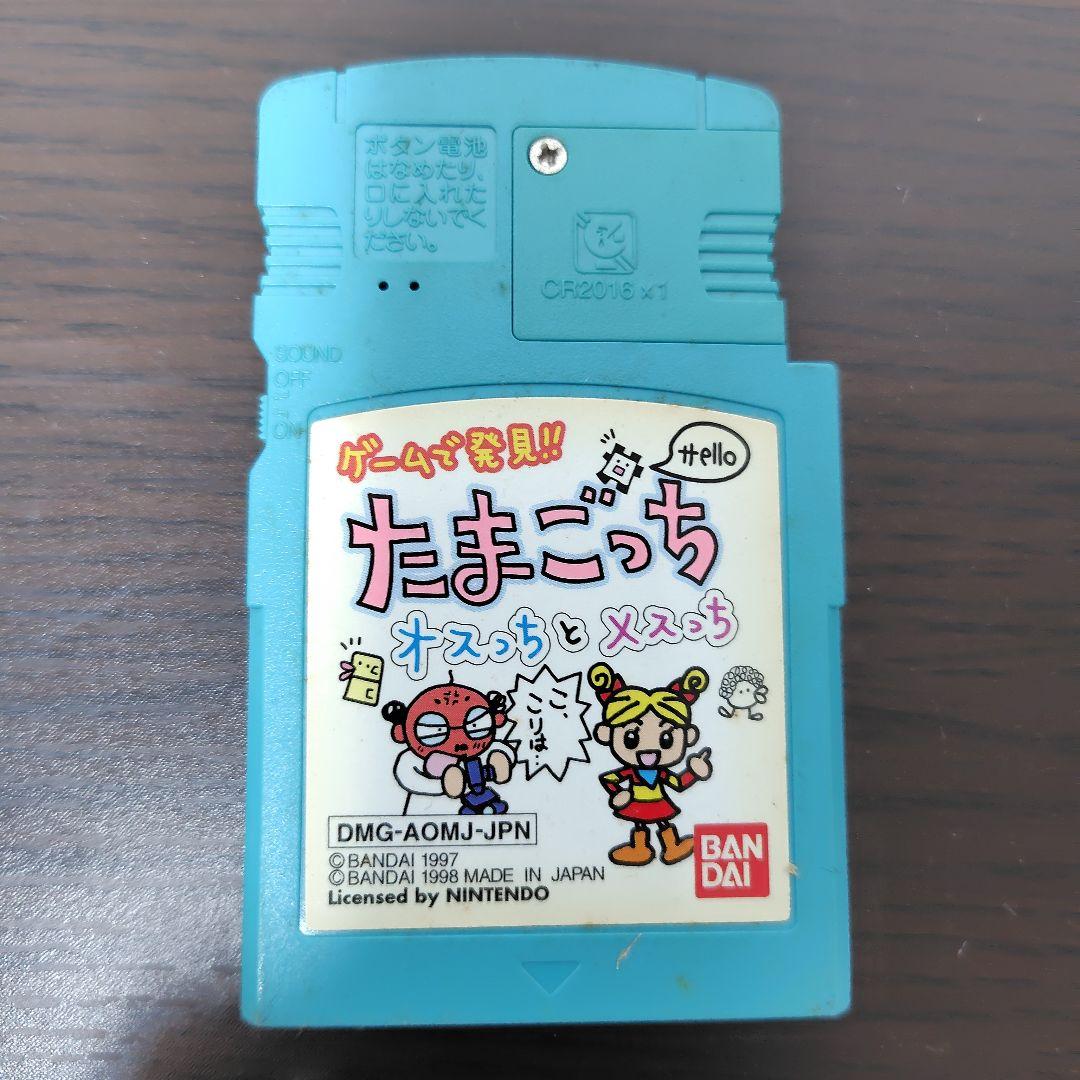 ボタン電池
はなめたり、
口に入れた
りしないでく
ださい。
CR2016×1
SOUND
OFF
ON
ゲームで発見!!
Hello
たまごっち
オスっちとメスっち
こ、
こりは…
DMG-AOMJ-JPN
©BANDAI 1997
©BANDAI 1998 MADE IN JAPAN
Licensed by NINTENDO
BAN
DAI